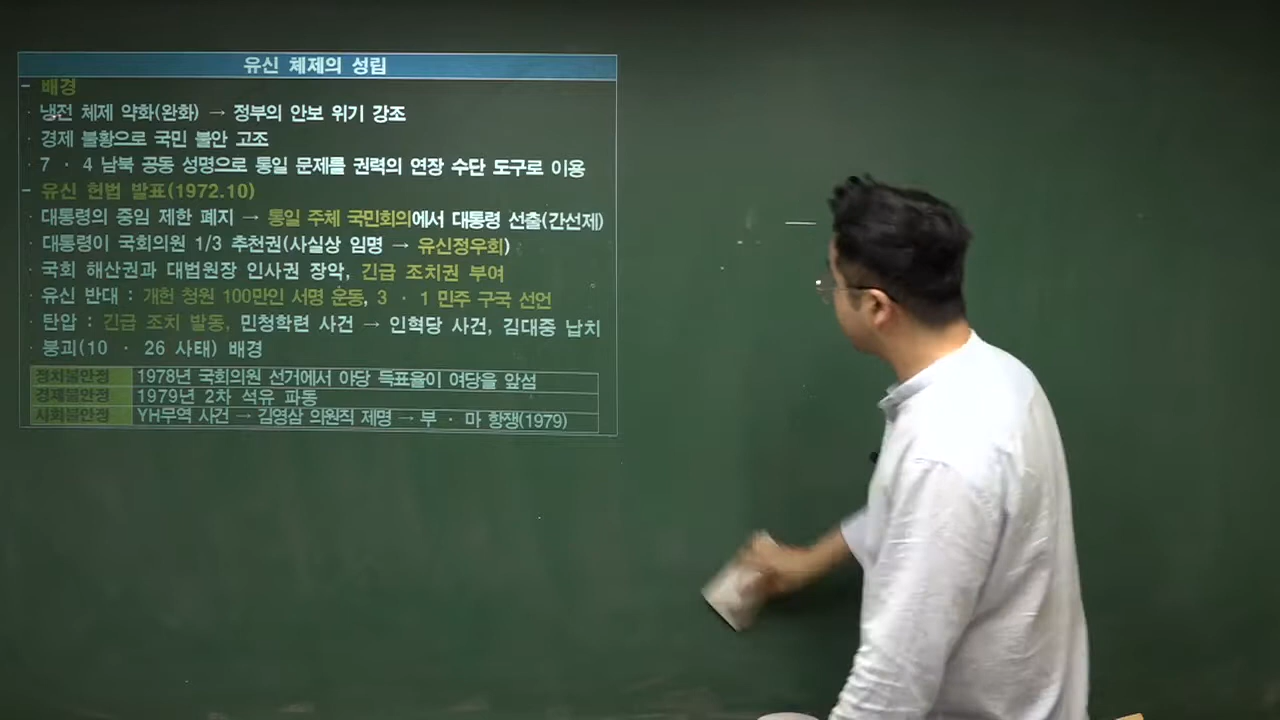 유신 체제의 성립
- 배경
· 냉전 체제 약화(완화) → 정부의 안보 위기 강조
· 경제 불황으로 국민 불안 고조
· 7 · 4 남북 공동 성명으로 통일 문제를 권력의 연장 수단 도구로 이용
- 유신 헌법 발표(1972.10)
· 대통령의 중임 제한 폐지 → 통일 주체 국민회의에서 대통령 선출(간선제)
· 대통령이 국회의원 1/3 추천권(사실상 임명 → 유신정우회)
· 국회 해산권과 대법원장 인사권 장악, 긴급 조치권 부여
· 유신 반대 : 개헌 청원 100만인 서명 운동, 3 · 1 민주 구국 선언
· 탄압 : 긴급 조치 발동, 민청학련 사건 → 인혁당 사건, 김대중 납치
· 붕괴(10 · 26 사태) 배경
정치불안정 1978년 국회의원 선거에서 야당 득표율이 여당을 앞섬
경제불안정 1979년 2차 석유 파동
사회불안정 YH무역 사건 → 김영삼 의원직 제명 → 부 · 마 항쟁(1979)